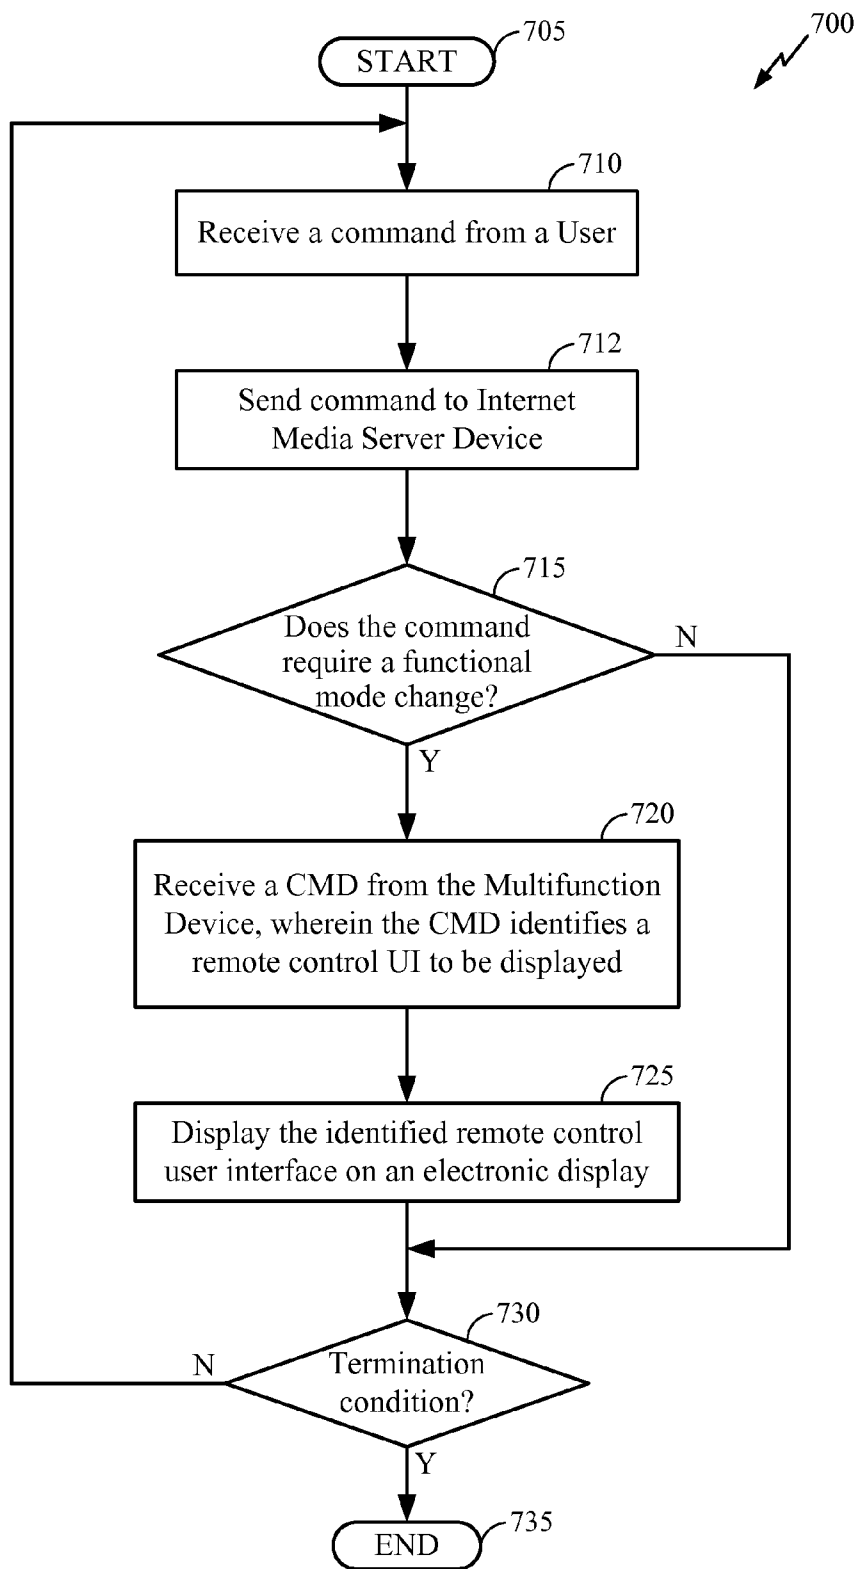 START
705
700
710
Receive a command from a User
712
Send command to Internet
Media Server Device
715
Does the command
require a functional
mode change?
N
Y
720
Receive a CMD from the Multifunction
Device, wherein the CMD identifies a
remote control UI to be displayed
725
Display the identified remote control
user interface on an electronic display
730
Termination
condition?
N
Y
END
735